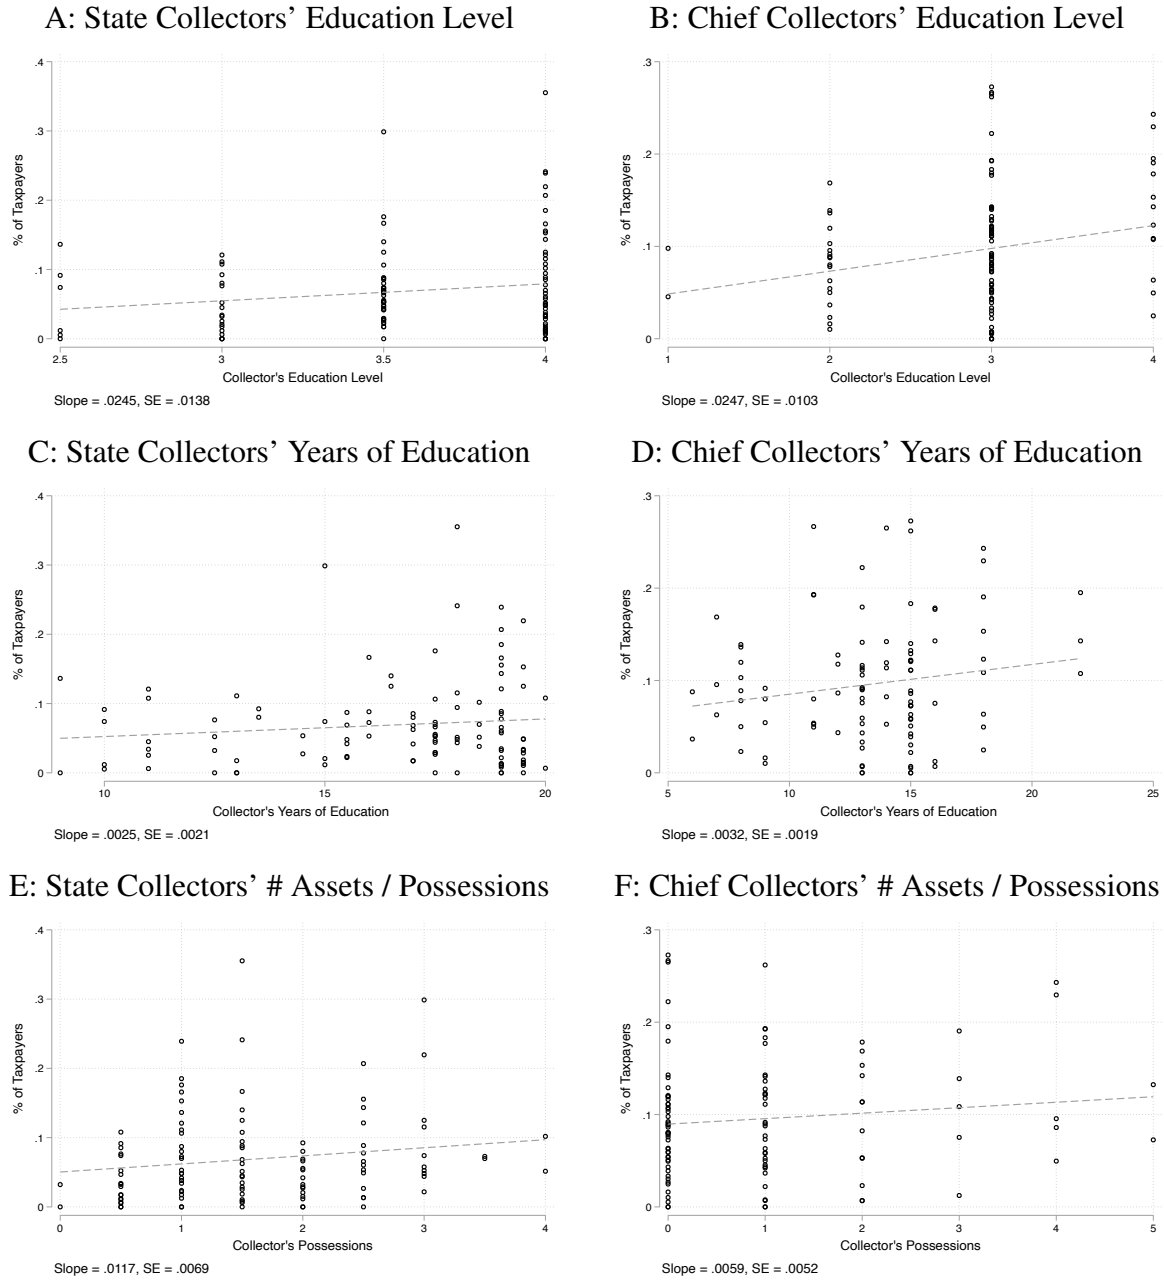 A: State Collectors’ Education Level
.4
.3
.2
.1
0
% of Taxpayers
2.5 3 3.5 4
Collector's Education Level
Slope = .0245, SE = .0138
B: Chief Collectors’ Education Level
.3
.2
.1
0
% of Taxpayers
1 2 3 4
Collector's Education Level
Slope = .0247, SE = .0103
C: State Collectors’ Years of Education
.4
.3
.2
.1
0
% of Taxpayers
10 15 20
Collector's Years of Education
Slope = .0025, SE = .0021
D: Chief Collectors’ Years of Education
.3
.2
.1
0
% of Taxpayers
5 10 15 20 25
Collector's Years of Education
Slope = .0032, SE = .0019
E: State Collectors’ # Assets / Possessions
.4
.3
.2
.1
0
% of Taxpayers
0 1 2 3 4
Collector's Possessions
Slope = .0117, SE = .0069
F: Chief Collectors’ # Assets / Possessions
.3
.2
.1
0
% of Taxpayers
0 1 2 3 4 5
Collector's Possessions
Slope = .0059, SE = .0052